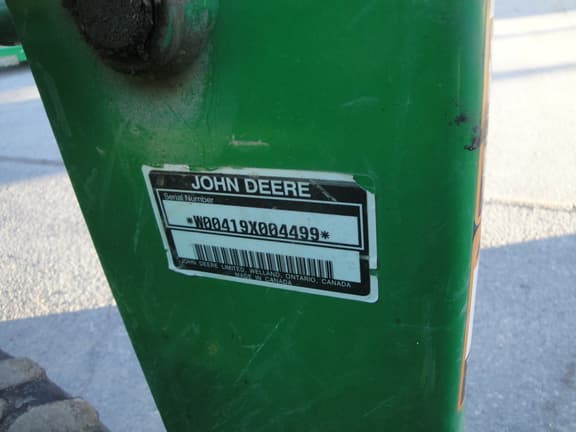 JOHN DEERE
Serial Number
*W00419X004499*
JOHN DEERE LIMITED, WELLAND, ONTARIO, CANADA
MADE IN CANADA